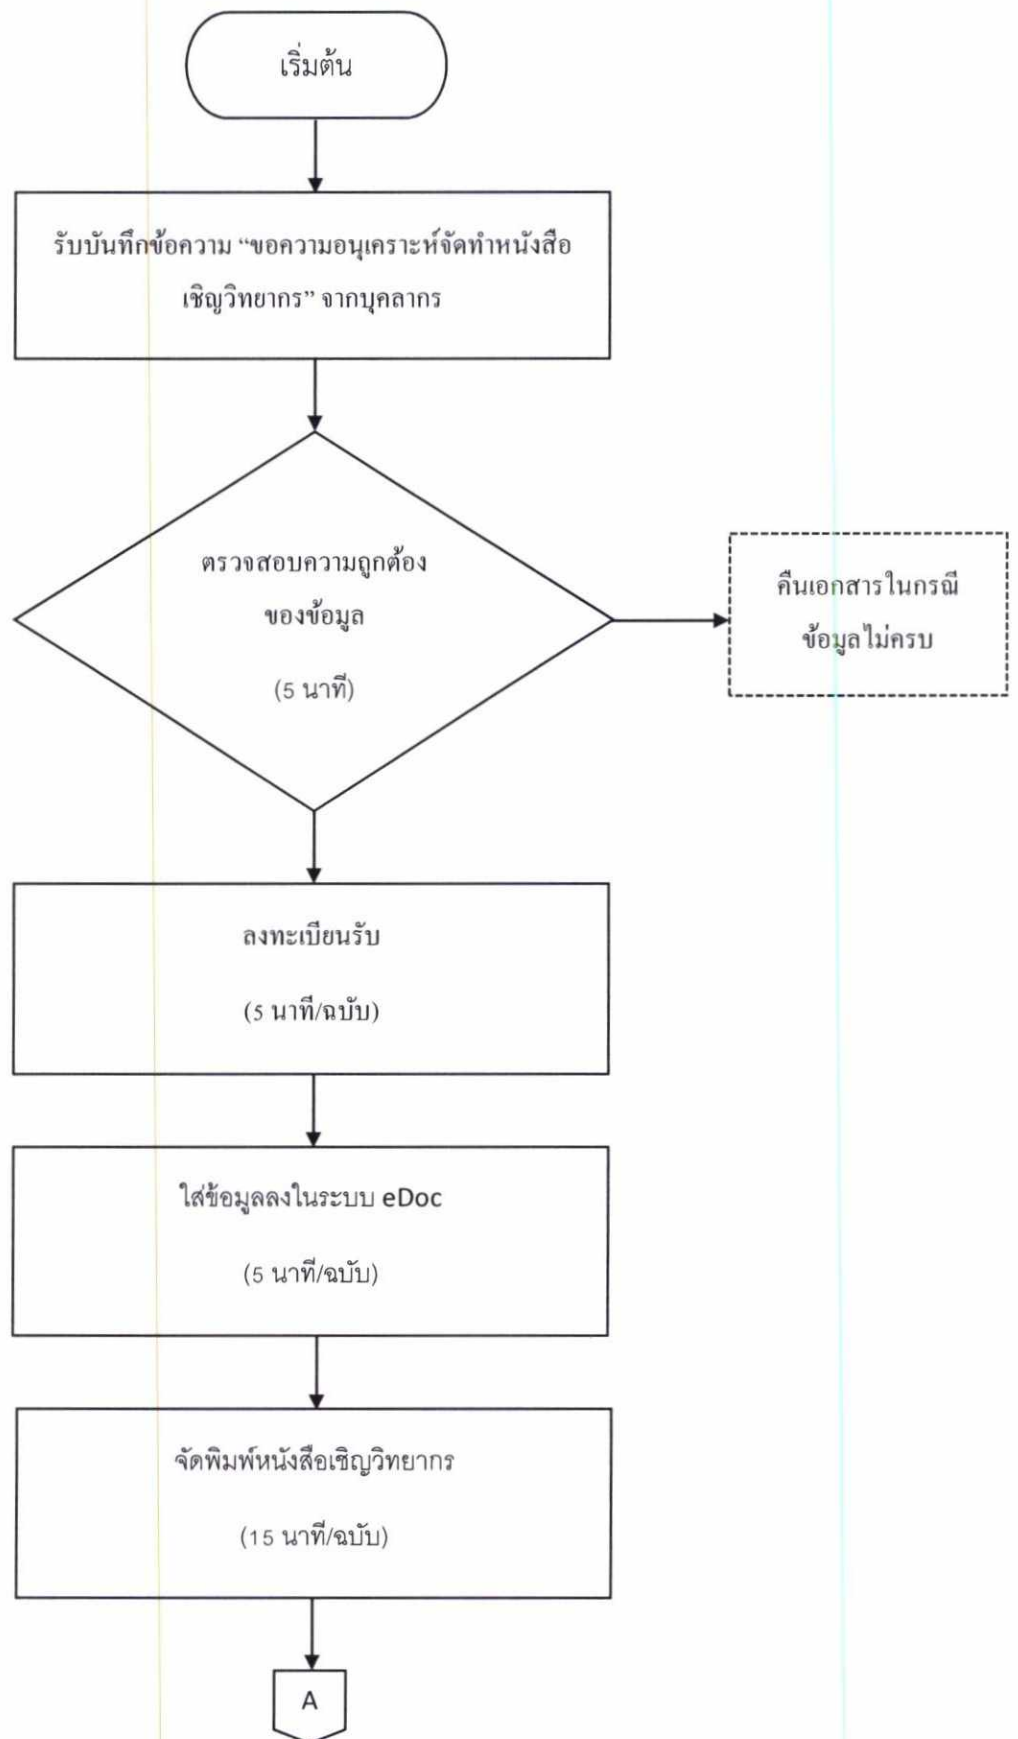 เริ่มต้น
รับบันทึกข้อความ “ขอความอนุเคราะห์จัดทำหนังสือ
เชิญวิทยากร” จากบุคลากร
ตรวจสอบความถูกต้อง
ของข้อมูล
(5 นาที)
คืนเอกสารในกรณี
ข้อมูลไม่ครบ
ลงทะเบียนรับ
(5 นาที/ฉบับ)
ใส่ข้อมูลลงในระบบ eDoc
(5 นาที/ฉบับ)
จัดพิมพ์หนังสือเชิญวิทยากร
(15 นาที/ฉบับ)
A